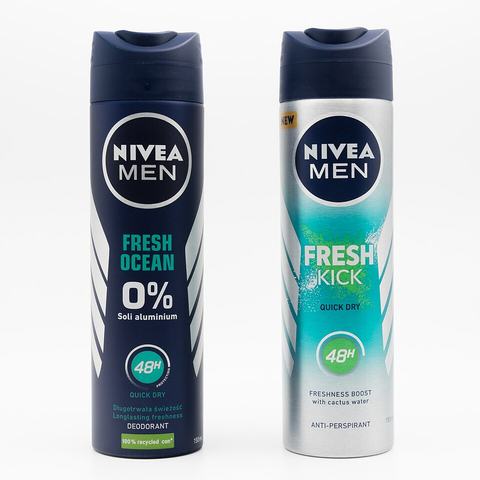 NIVEA
MEN
FRESH
OCEAN
0%
Soli aluminium
48H
QUICK DRY
Długotrwała świeżość
Longlasting freshness
DEODORANT
100% recycled can*
NEW
NIVEA
MEN
FRESH
KICK
QUICK DRY
48H
FRESHNESS BOOST
with cactus water
ANTI-PERSPIRANT